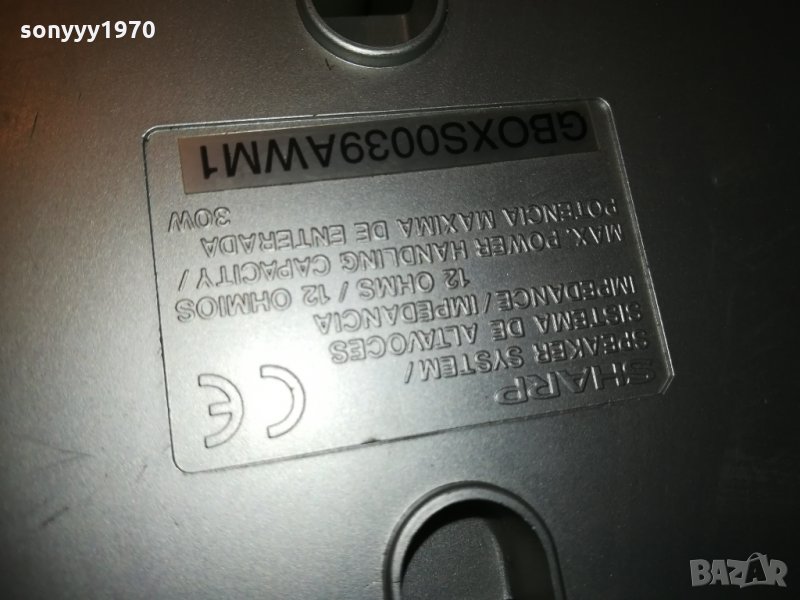 sonyyy1970
SHARP
SPEAKER SYSTEM /
SISTEMA DE ALTAVOCES
IMPEDANCE / IMPEDANCIA
12 OHMS / 12 OHMIOS
MAX. POWER HANDLING CAPACITY /
POTENCIA MAXIMA DE ENTERADA
30W
CE
GBOXS0039AWM1
BAZAR